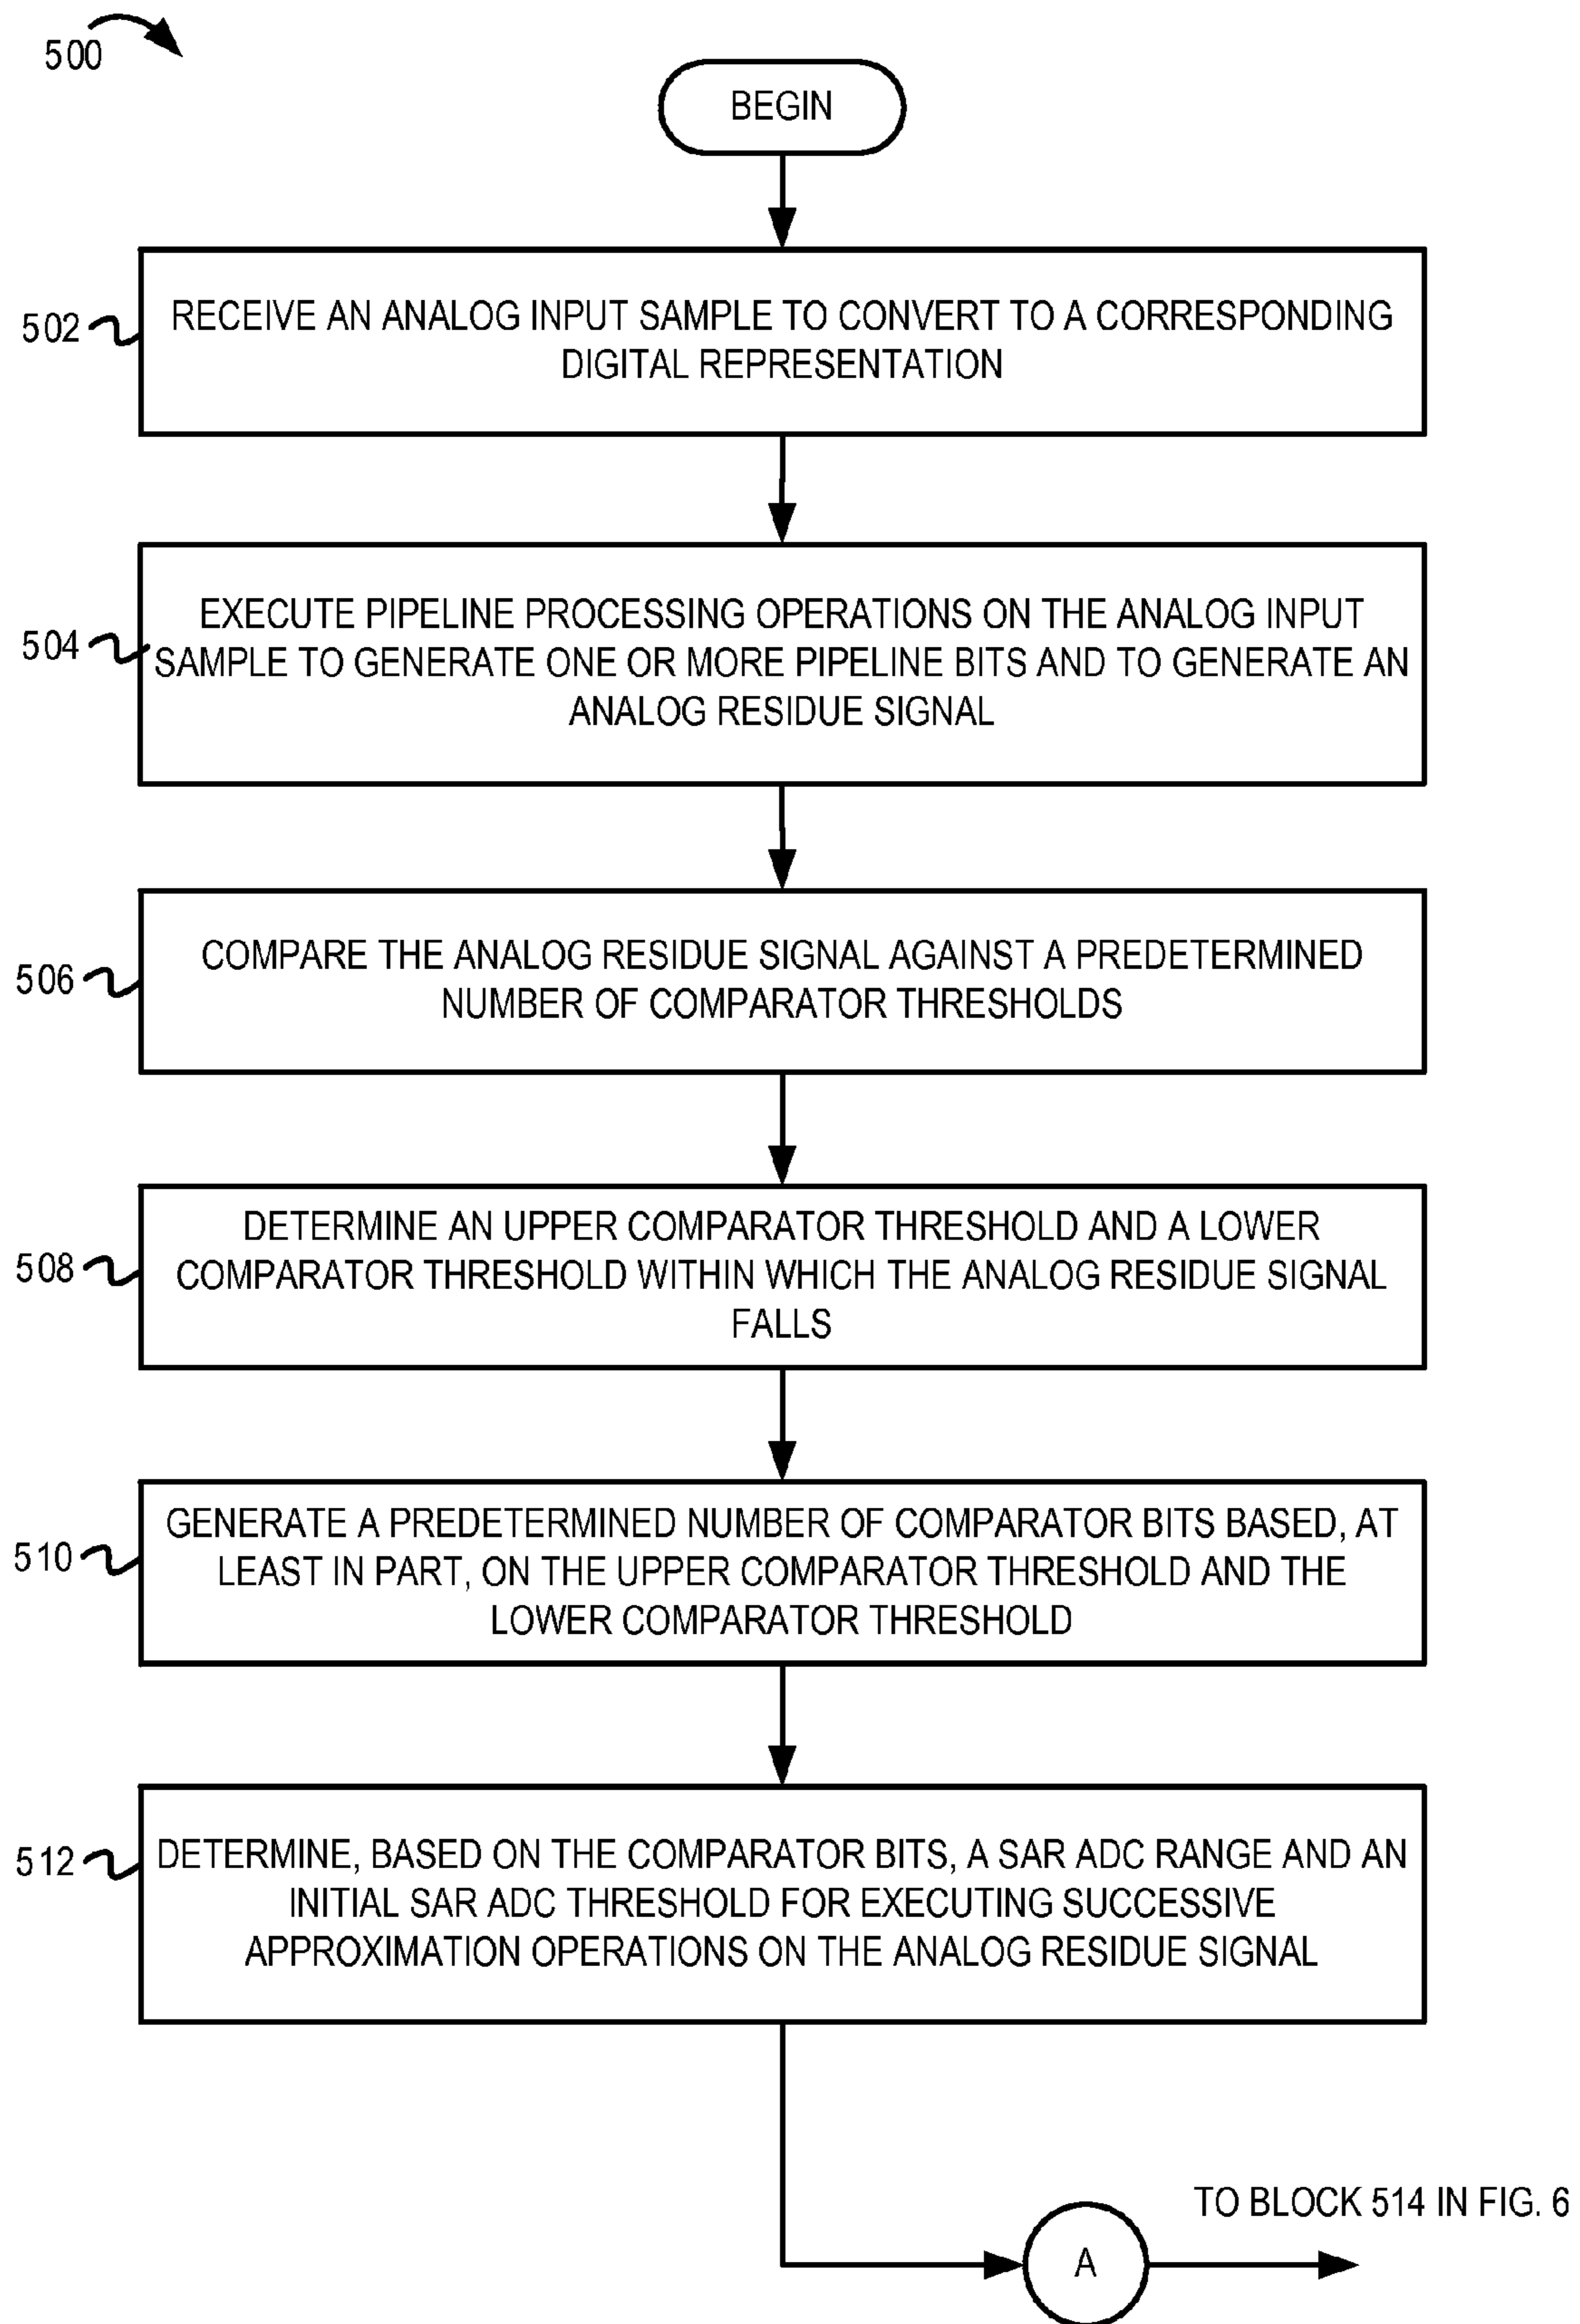 500
BEGIN
502
RECEIVE AN ANALOG INPUT SAMPLE TO CONVERT TO A CORRESPONDING
DIGITAL REPRESENTATION
504
EXECUTE PIPELINE PROCESSING OPERATIONS ON THE ANALOG INPUT
SAMPLE TO GENERATE ONE OR MORE PIPELINE BITS AND TO GENERATE AN
ANALOG RESIDUE SIGNAL
506
COMPARE THE ANALOG RESIDUE SIGNAL AGAINST A PREDETERMINED
NUMBER OF COMPARATOR THRESHOLDS
508
DETERMINE AN UPPER COMPARATOR THRESHOLD AND A LOWER
COMPARATOR THRESHOLD WITHIN WHICH THE ANALOG RESIDUE SIGNAL
FALLS
510
GENERATE A PREDETERMINED NUMBER OF COMPARATOR BITS BASED, AT
LEAST IN PART, ON THE UPPER COMPARATOR THRESHOLD AND THE
LOWER COMPARATOR THRESHOLD
512
DETERMINE, BASED ON THE COMPARATOR BITS, A SAR ADC RANGE AND AN
INITIAL SAR ADC THRESHOLD FOR EXECUTING SUCCESSIVE
APPROXIMATION OPERATIONS ON THE ANALOG RESIDUE SIGNAL
TO BLOCK 514 IN FIG. 6
A